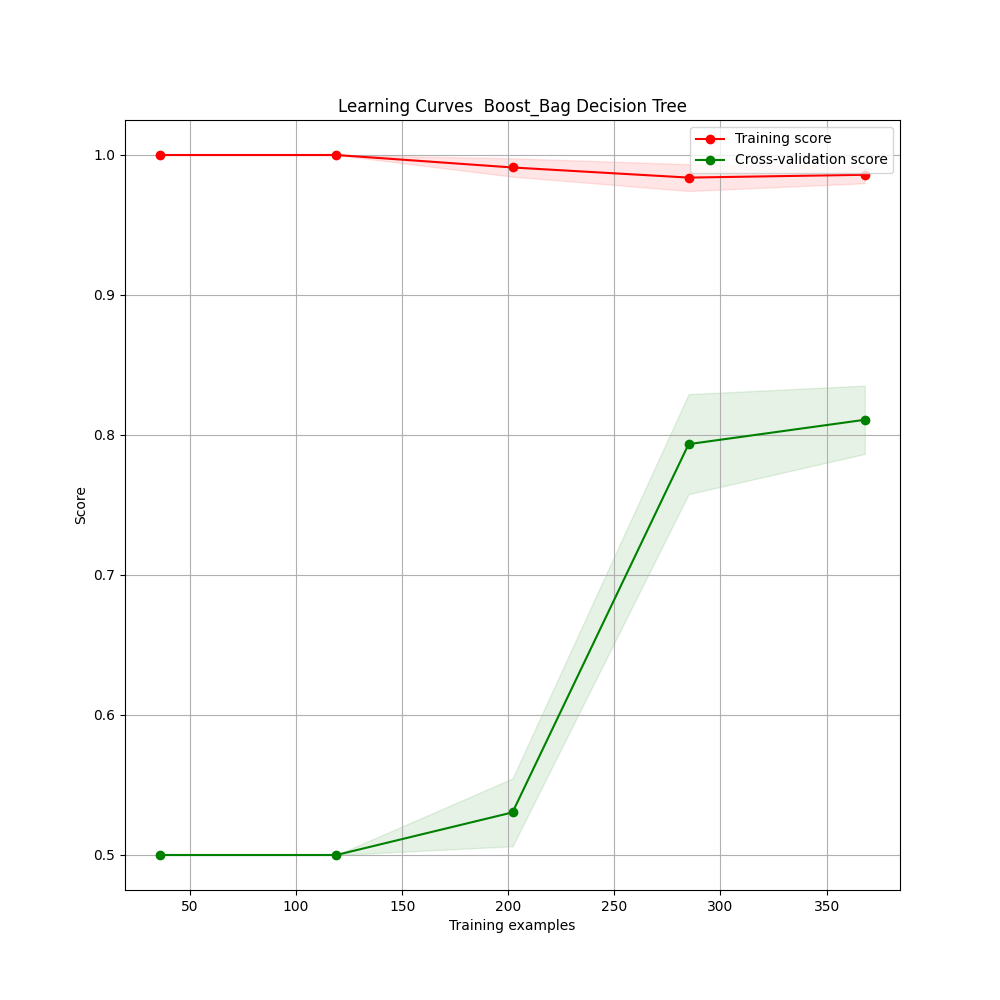 Learning Curves  Boost_Bag Decision Tree
Training score
Cross-validation score
1.0
0.9
0.8
0.7
0.6
0.5
Score
50 100 150 200 250 300 350
Training examples